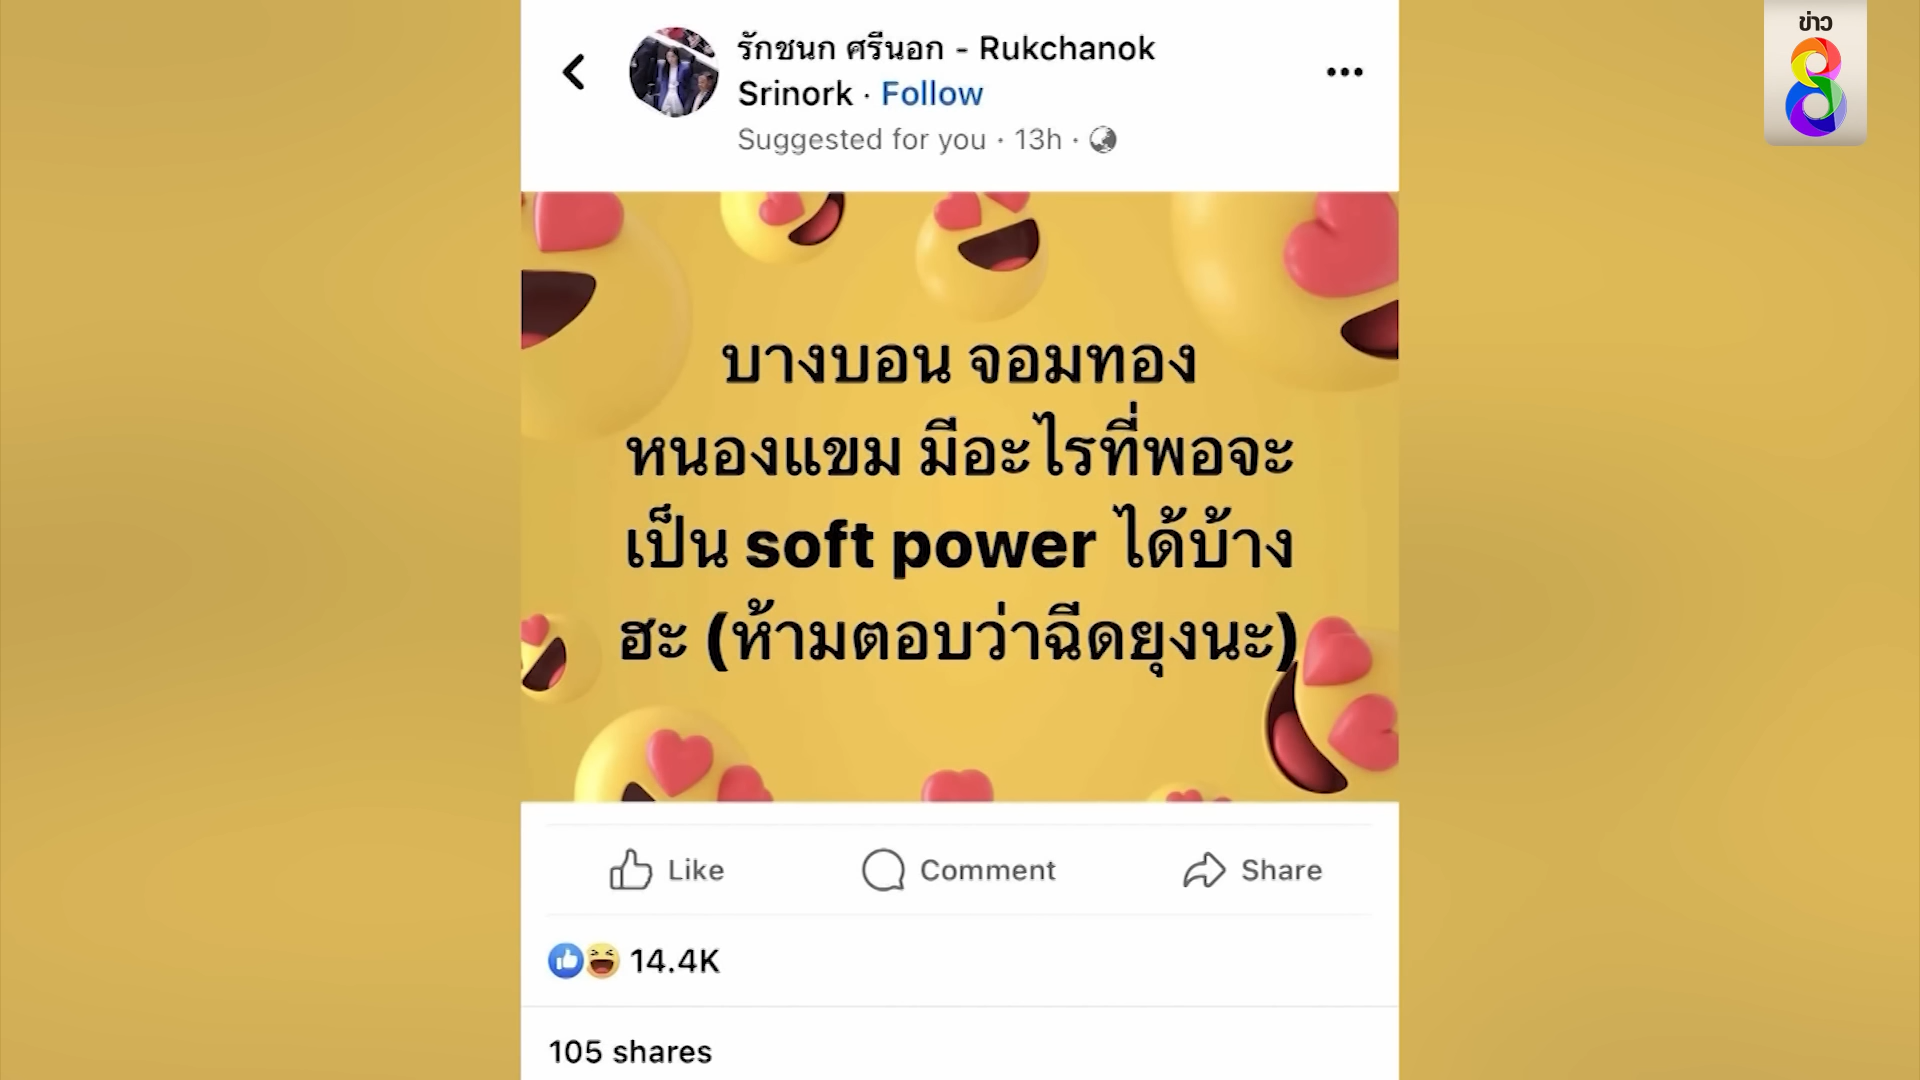 ข่าว
8
รักชนก ศรีนอก - Rukchanok
Srinork · Follow
Suggested for you · 13h ·
บางบอน จอมทอง
หนองแขม มีอะไรที่พอจะ
เป็น soft power ได้บ้าง
ฮะ (ห้ามตอบว่าฉีดยุงนะ)
Like
Comment
Share
14.4K
105 shares